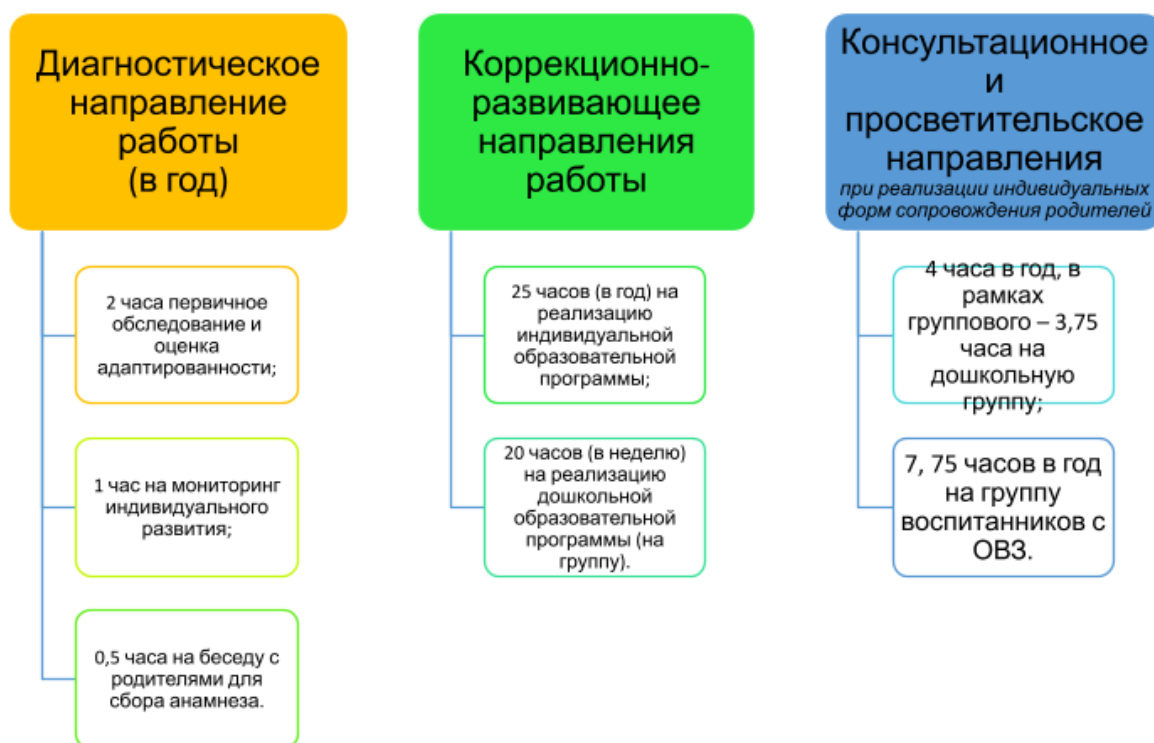 Диагностическое
направление
работы
(в год)
2 часа первичное
обследование и
оценка
адаптированности;
1 час на мониторинг
индивидуального
развития;
0,5 часа на беседу с
родителями для
сбора анамнеза.
Коррекционно-
развивающее
направления
работы
25 часов (в год) на
реализацию
индивидуальной
образовательной
программы;
20 часов (в неделю)
на реализацию
дошкольной
образовательной
программы (на
группу).
Консультационное
и
просветительское
направления
при реализации индивидуальных
форм сопровождения родителей
4 часа в год, в
рамках
группового – 3,75
часа на
дошкольную
группу;
7, 75 часов в год
на группу
воспитанников с
ОВЗ.